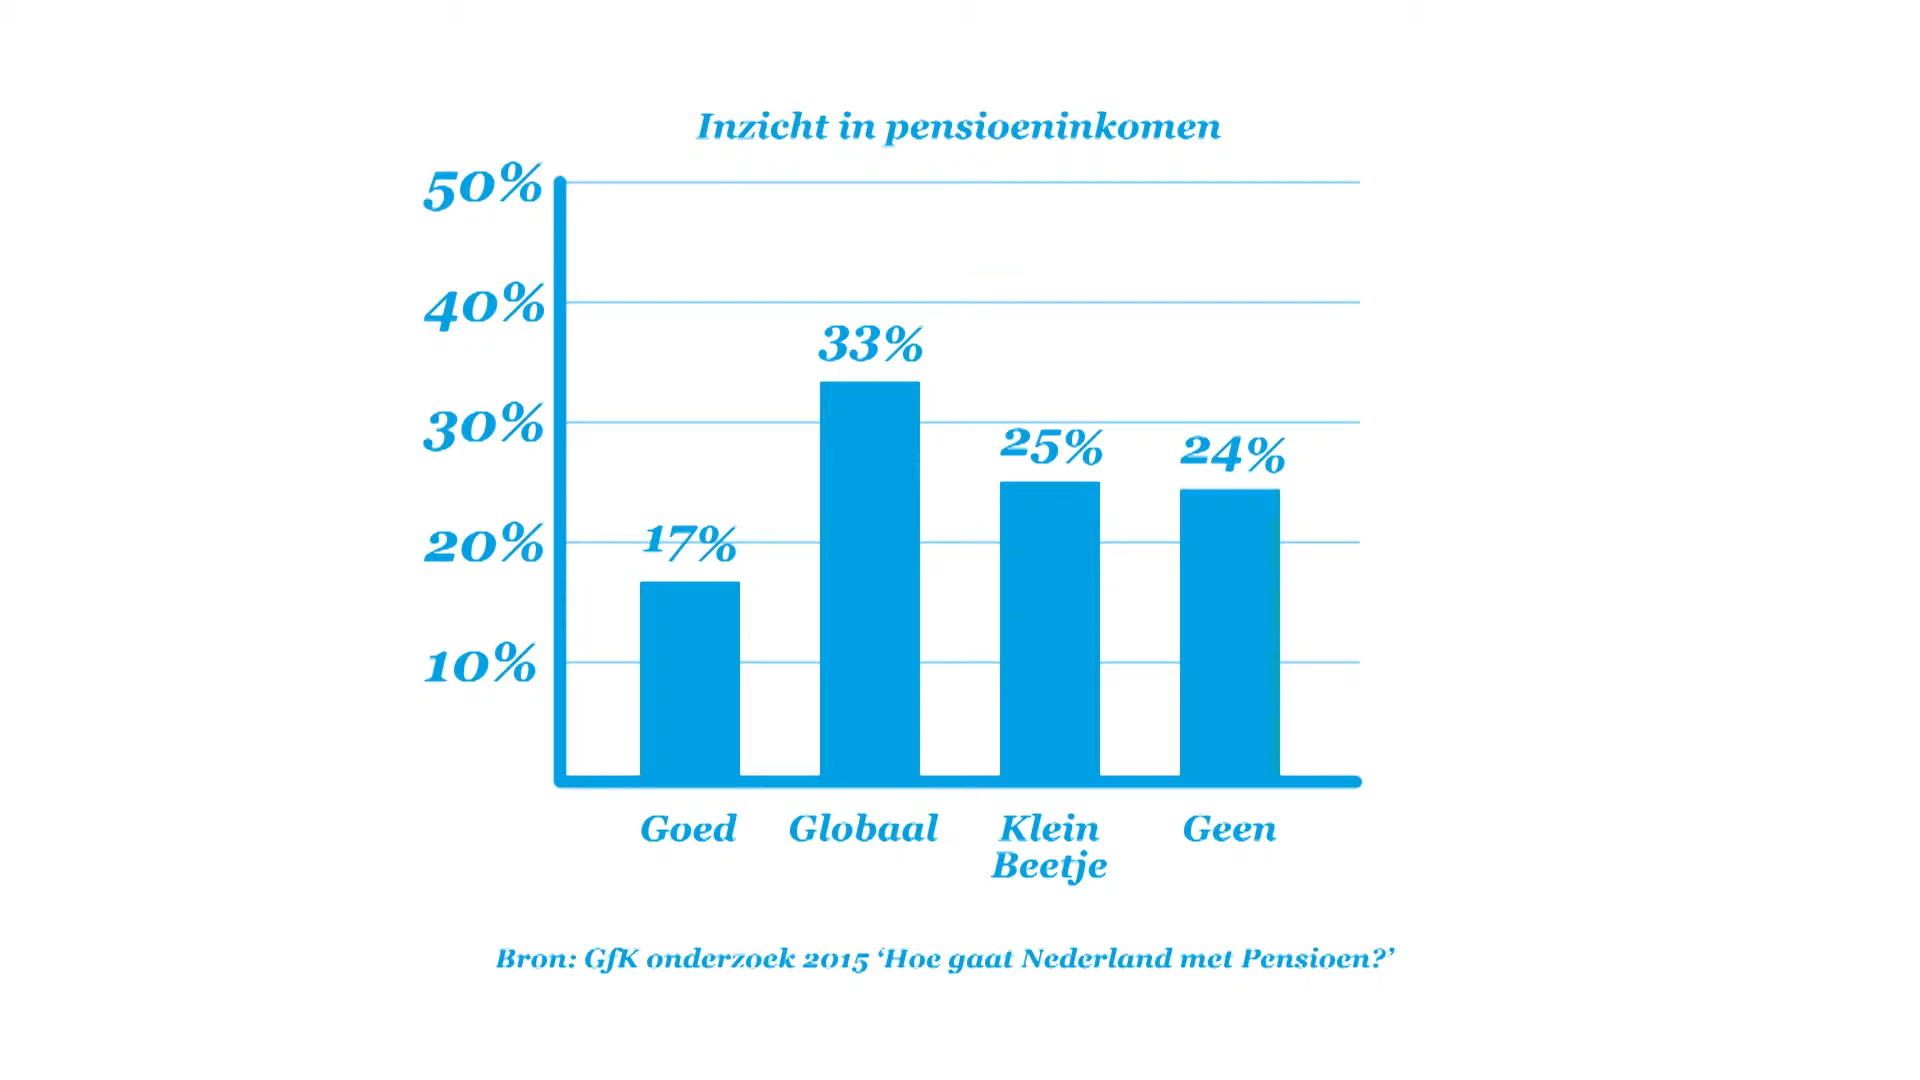 Inzicht in pensioeninkomen
50%
40%
30%
20%
10%
17%
33%
25%
24%
Goed
Globaal
Klein
Beetje
Geen
Bron: GfK onderzoek 2015 ‘Hoe gaat Nederland met Pensioen?’